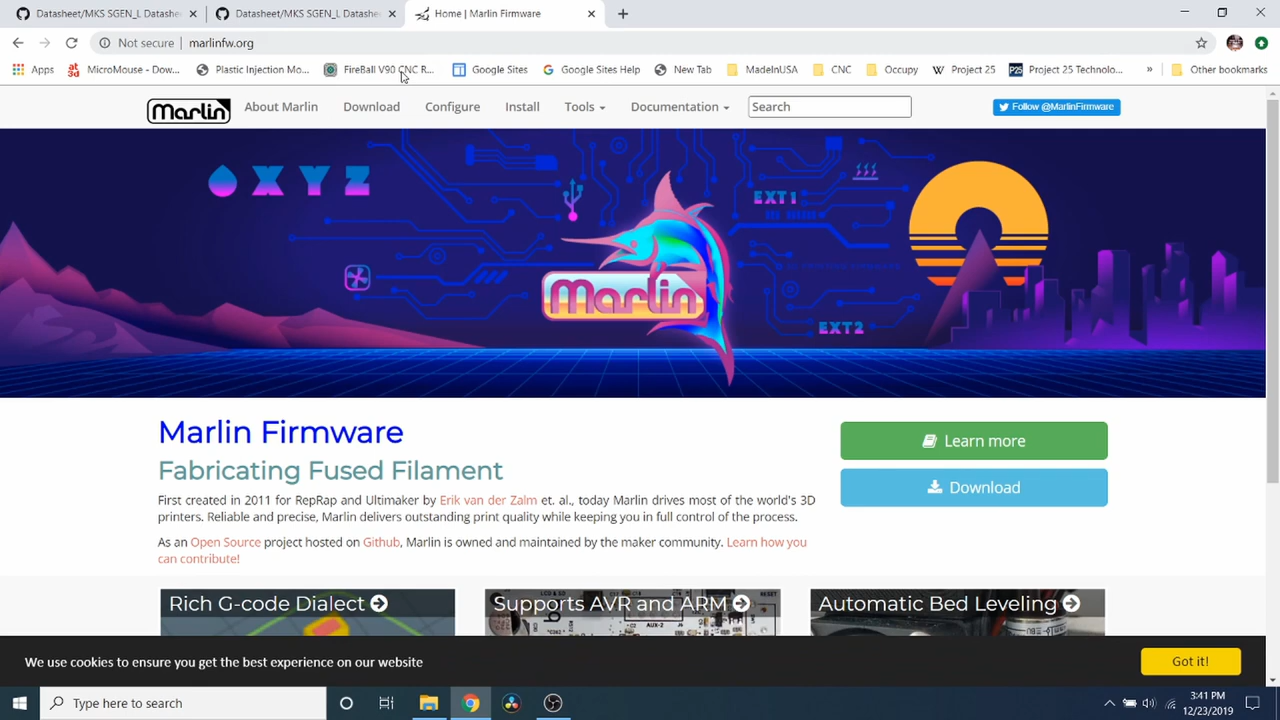 Datasheet/MKS SGEN_L Datashe
Datasheet/MKS SGEN_L Datashe
Home | Marlin Firmware
Not secure
marlinfw.org
Apps
MicroMouse - Dow...
Plastic Injection Mo...
FireBall V90 CNC R...
Google Sites
Google Sites Help
New Tab
MadeinUSA
CNC
Occupy
Project 25
Project 25 Technolo...
»
Other bookmarks
Marlin
About Marlin
Download
Configure
Install
Tools
Documentation
Search
Follow @MarlinFirmware
X Y Z
EXT1
Marlin
EXT2
Marlin Firmware
Fabricating Fused Filament
First created in 2011 for RepRap and Ultimaker by Erik van der Zalm et. al., today Marlin drives most of the world's 3D
printers. Reliable and precise, Marlin delivers outstanding print quality while keeping you in full control of the process.
As an Open Source project hosted on Github, Marlin is owned and maintained by the maker community. Learn how you
can contribute!
Learn more
Download
Rich G-code Dialect
Supports AVR and ARM
Automatic Bed Leveling
AUX-2
RESET
We use cookies to ensure you get the best experience on our website
Got it!
Type here to search
3:41 PM
12/23/2019